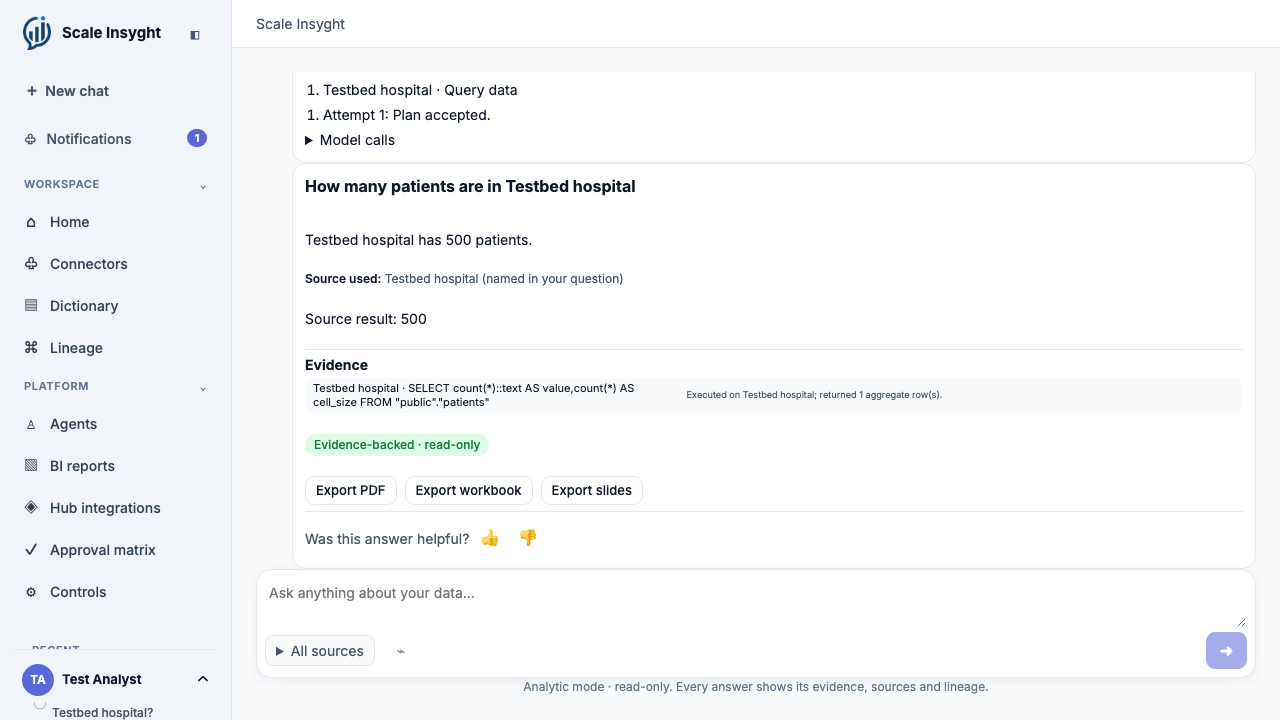 Scale Insyght
New chat
Notifications
1
WORKSPACE
Home
Connectors
Dictionary
Lineage
PLATFORM
Agents
BI reports
Hub integrations
Approval matrix
Controls
RECENT
TA
Test Analyst
Testbed hospital?
Scale Insyght
1. Testbed hospital · Query data
1. Attempt 1: Plan accepted.
Model calls
How many patients are in Testbed hospital
Testbed hospital has 500 patients.
Source used: Testbed hospital (named in your question)
Source result: 500
Evidence
Testbed hospital · SELECT count(*)::text AS value,count(*) AS
cell_size FROM "public"."patients"
Executed on Testbed hospital; returned 1 aggregate row(s).
Evidence-backed · read-only
Export PDF
Export workbook
Export slides
Was this answer helpful?
Ask anything about your data...
All sources
Analytic mode · read-only. Every answer shows its evidence, sources and lineage.